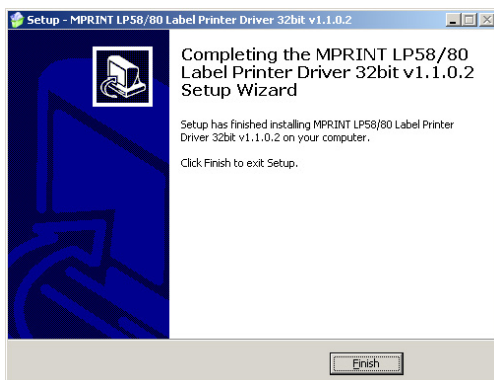 Setup - MPRINT LP58/80 Label Printer Driver 32bit v1.1.0.2
Completing the MPRINT LP58/80
Label Printer Driver 32bit v1.1.0.2
Setup Wizard
Setup has finished installing MPRINT LP58/80 Label Printer
Driver 32bit v1.1.0.2 on your computer.
Click Finish to exit Setup.
Finish